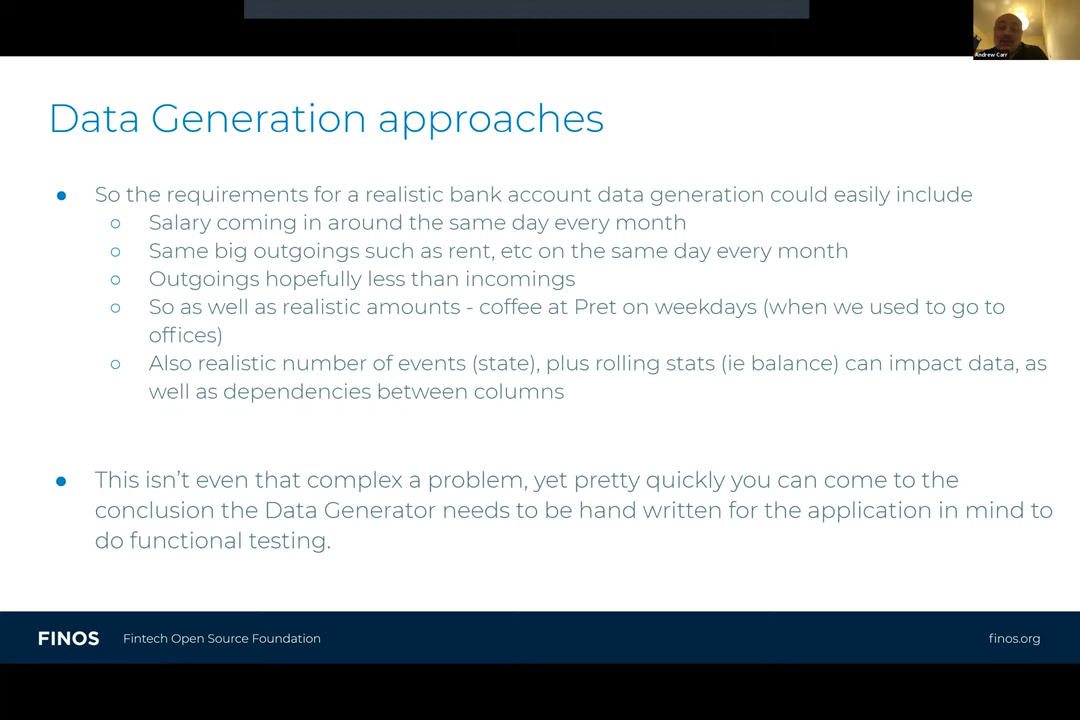 Andrew Carr
Data Generation approaches
So the requirements for a realistic bank account data generation could easily include
Salary coming in around the same day every month
Same big outgoings such as rent, etc on the same day every month
Outgoings hopefully less than incomings
So as well as realistic amounts - coffee at Pret on weekdays (when we used to go to
offices)
Also realistic number of events (state), plus rolling stats (ie balance) can impact data, as
well as dependencies between columns
This isn’t even that complex a problem, yet pretty quickly you can come to the
conclusion the Data Generator needs to be hand written for the application in mind to
do functional testing.
FINOS Fintech Open Source Foundation finos.org